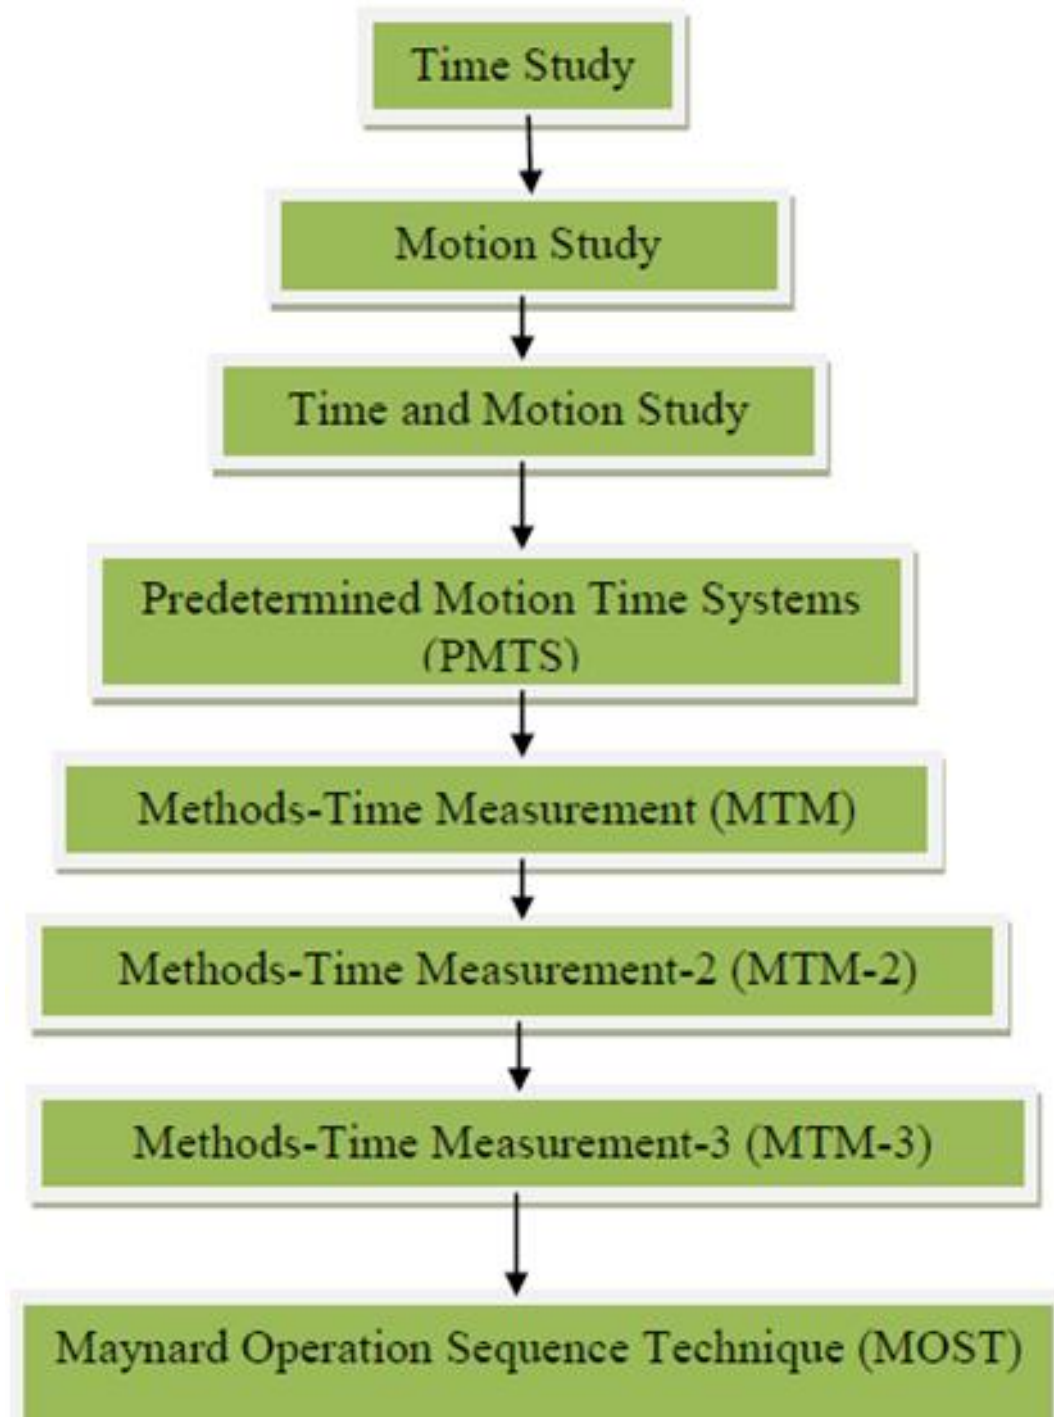 Time Study
Motion Study
Time and Motion Study
Predetermined Motion Time Systems
(PMTS)
Methods-Time Measurement (MTM)
Methods-Time Measurement-2 (MTM-2)
Methods-Time Measurement-3 (MTM-3)
Maynard Operation Sequence Technique (MOST)